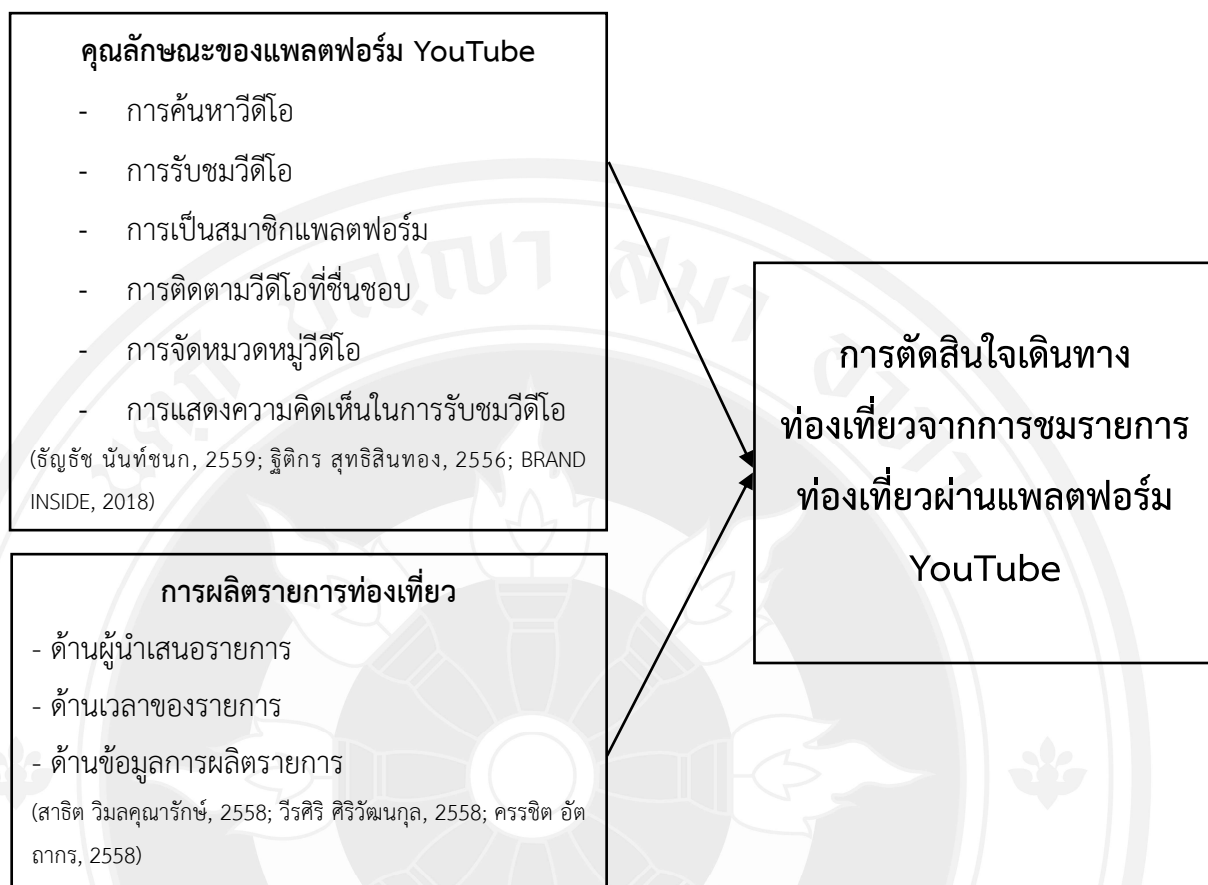 คุณลักษณะของแพลตฟอร์ม YouTube
- การค้นหาวีดีโอ
- การรับชมวีดีโอ
- การเป็นสมาชิกแพลตฟอร์ม
- การติดตามวีดีโอที่ชื่นชอบ
- การจัดหมวดหมู่วีดีโอ
- การแสดงความคิดเห็นในการรับชมวีดีโอ
(ธัญธัช นันท์ชนก, 2559; ฐิติกร สุทธิสินทอง, 2556; BRAND
INSIDE, 2018)
การผลิตรายการท่องเที่ยว
- ด้านผู้นำเสนอรายการ
- ด้านเวลาของรายการ
- ด้านข้อมูลการผลิตรายการ
(สาธิต วิมลคุณารักษ์, 2558; วีรศิริ ศิริวัฒนกุล, 2558; ครรชิต อัต
ถากร, 2558)
การตัดสินใจเดินทาง
ท่องเที่ยวจากการชมรายการ
ท่องเที่ยวผ่านแพลตฟอร์ม
YouTube